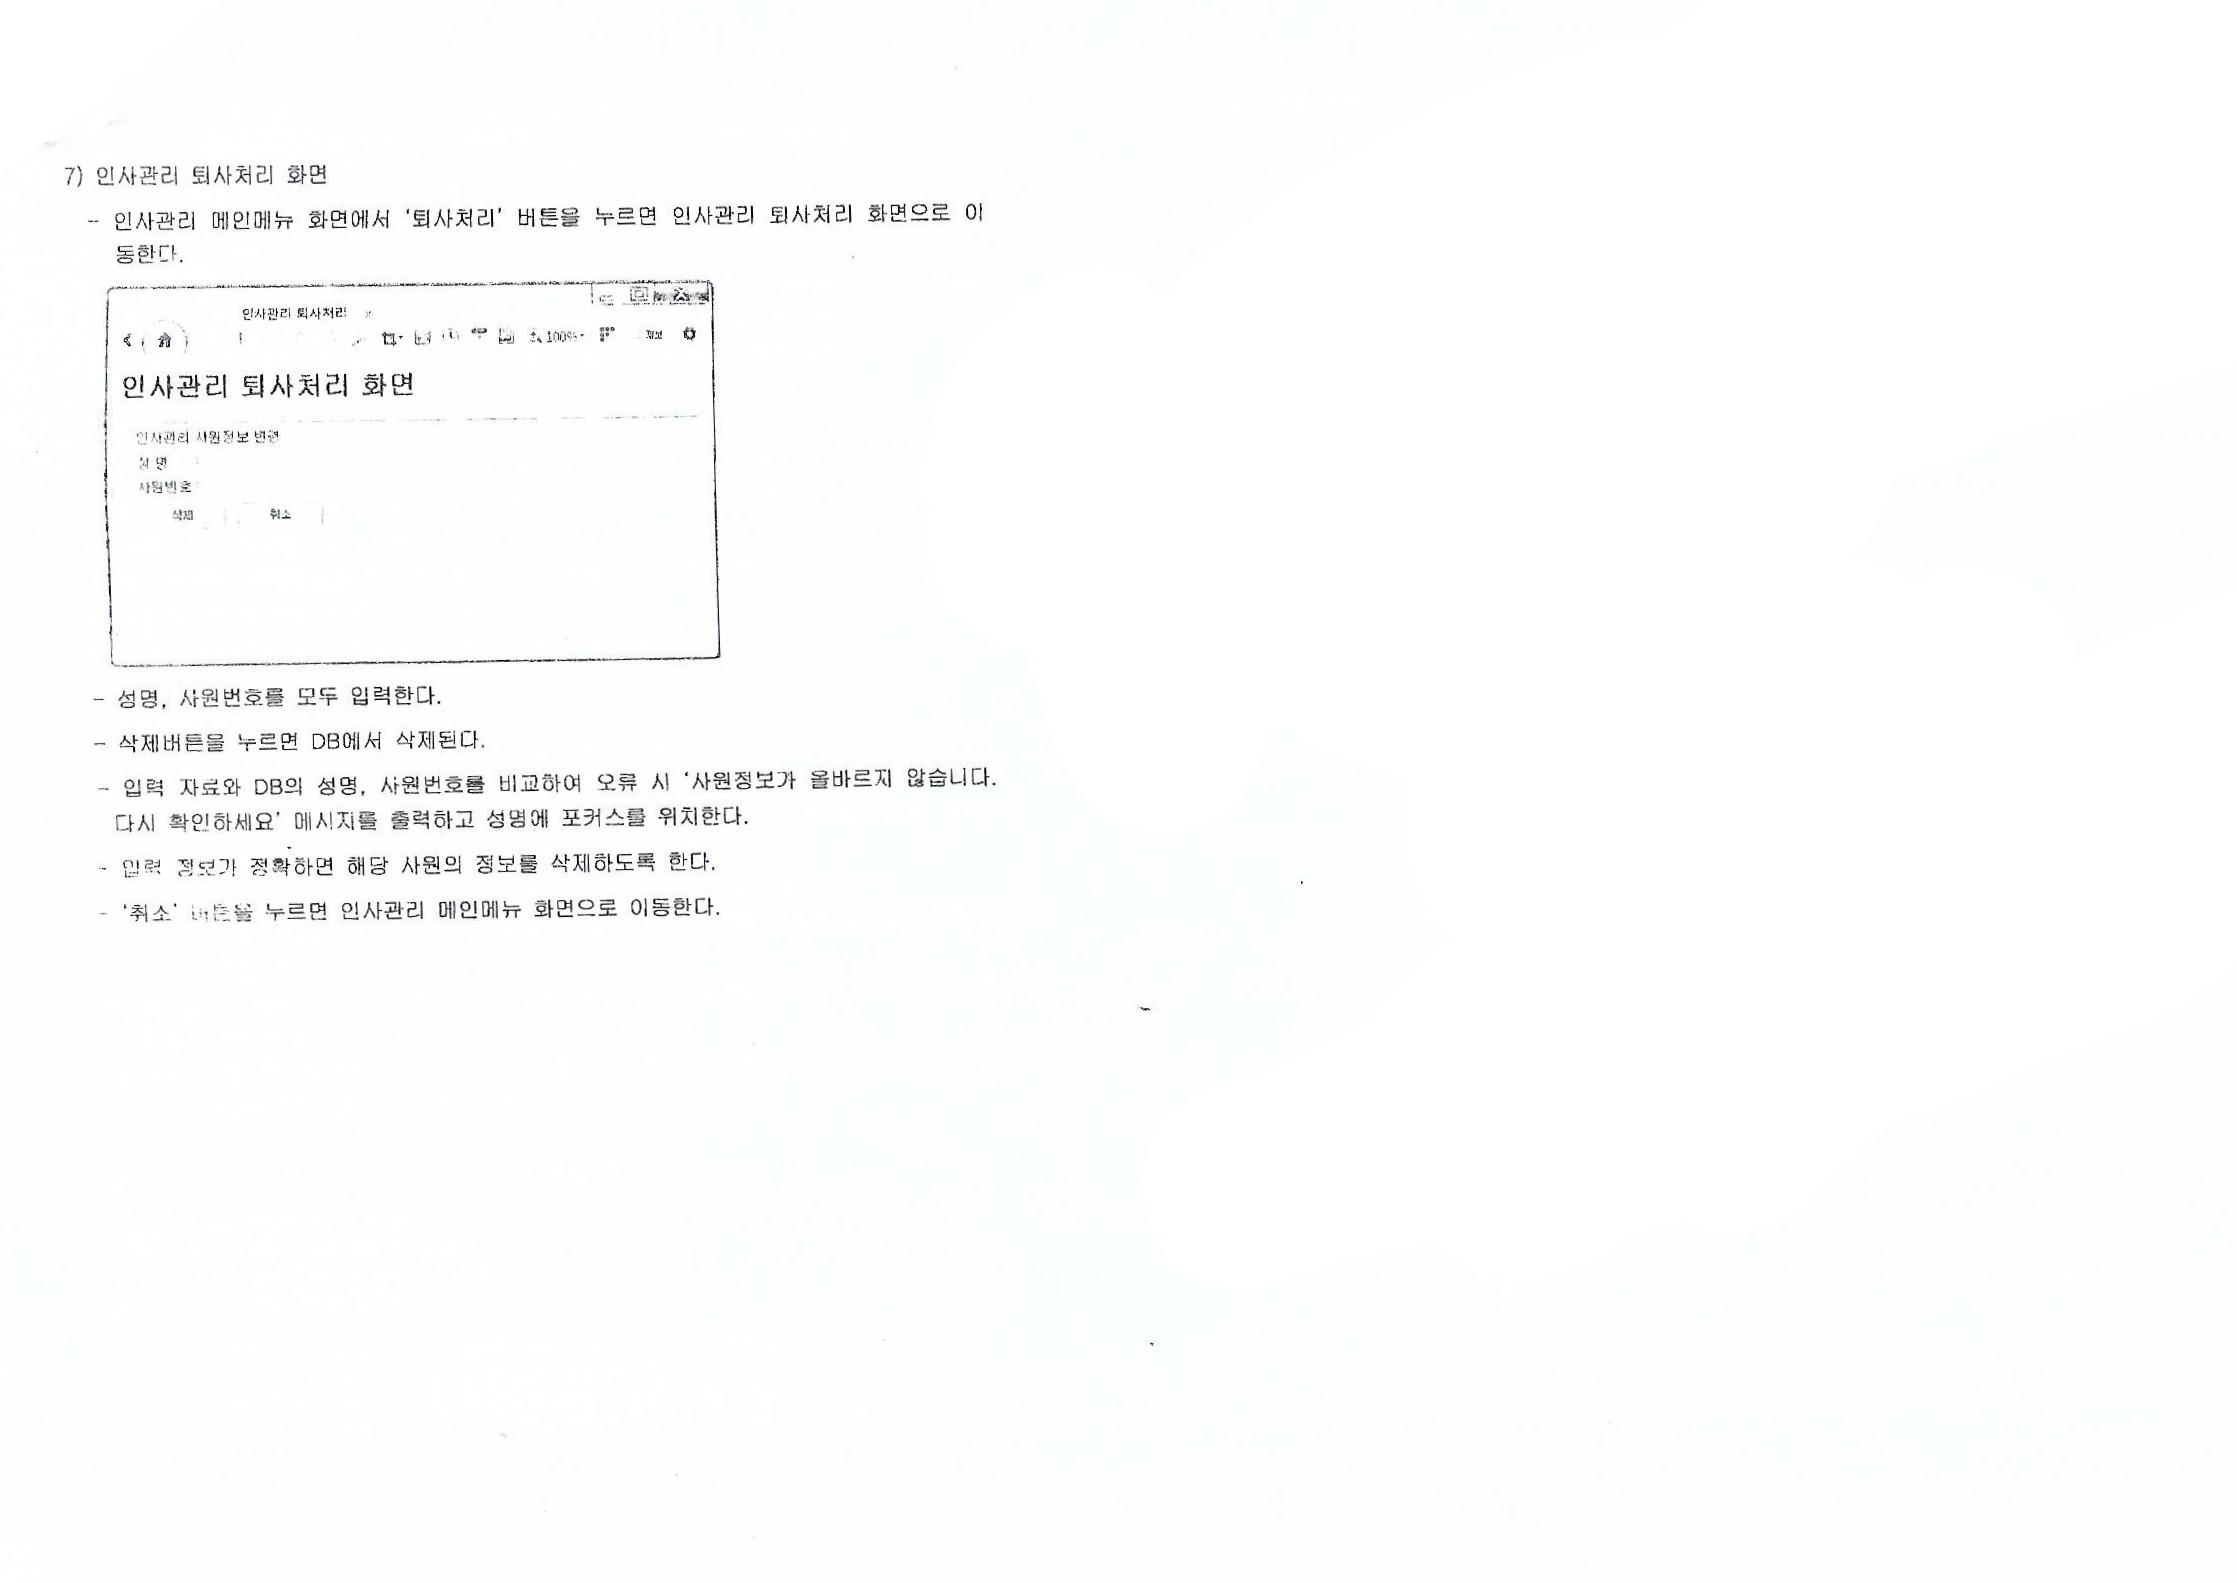 7) 인사관리 퇴사처리 화면
- 인사관리 메인메뉴 화면에서 '퇴사처리' 버튼을 누르면 인사관리 퇴사처리 화면으로 이
동한다.
인사관리 퇴사처리 ×
100%
인사관리 퇴사처리 화면
인사관리 사원정보 변경
성 명
사원번호
삭제 취소
- 성명, 사원번호를 모두 입력한다.
- 삭제버튼을 누르면 DB에서 삭제된다.
- 입력 자료와 DB의 성명, 사원번호를 비교하여 오류 시 '사원정보가 올바르지 않습니다.
다시 확인하세요' 메시지를 출력하고 성명에 포커스를 위치한다.
- 입력 정보가 정확하면 해당 사원의 정보를 삭제하도록 한다.
- '취소' 버튼을 누르면 인사관리 메인메뉴 화면으로 이동한다.